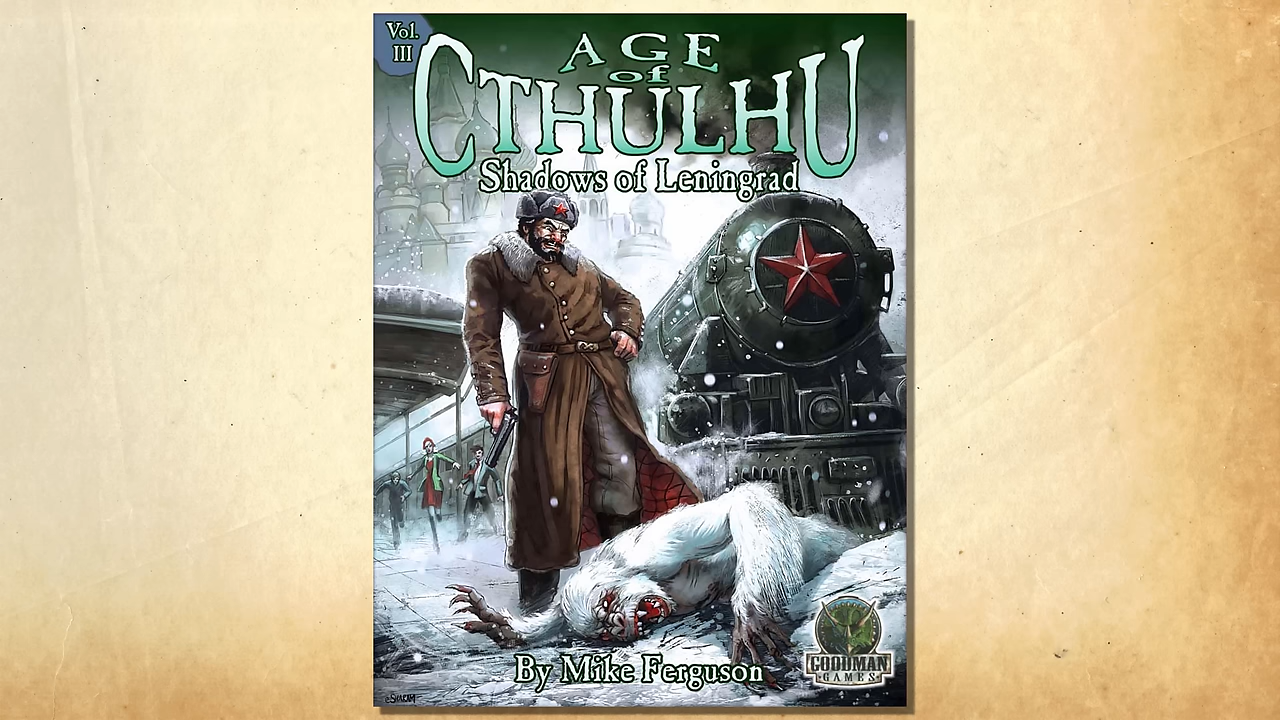 Vol.
III
AGE
of
CTHULHU
Shadows of Leningrad
By Mike Ferguson
GOODMAN
GAMES